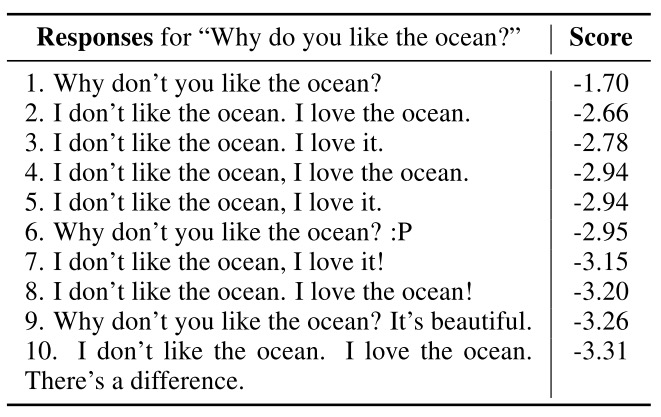 Responses for “Why do you like the ocean?” Score
1. Why don’t you like the ocean? -1.70
2. I don’t like the ocean. I love the ocean. -2.66
3. I don’t like the ocean. I love it. -2.78
4. I don’t like the ocean, I love the ocean. -2.94
5. I don’t like the ocean, I love it. -2.94
6. Why don’t you like the ocean? :P -2.95
7. I don’t like the ocean, I love it! -3.15
8. I don’t like the ocean. I love the ocean! -3.20
9. Why don’t you like the ocean? It’s beautiful. -3.26
10. I don’t like the ocean. I love the ocean. -3.31
There’s a difference.